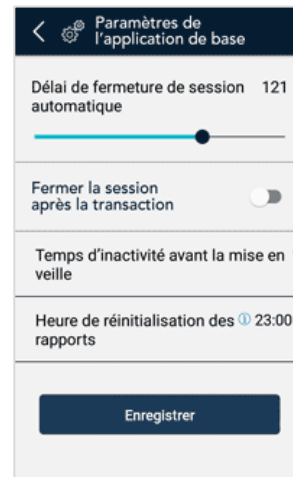 Paramètres de
l'application de base
Délai de fermeture de session 121
automatique
Fermer la session
après la transaction
Temps d'inactivité avant la mise en
veille
Heure de réinitialisation des ⓘ 23:00
rapports
Enregistrer